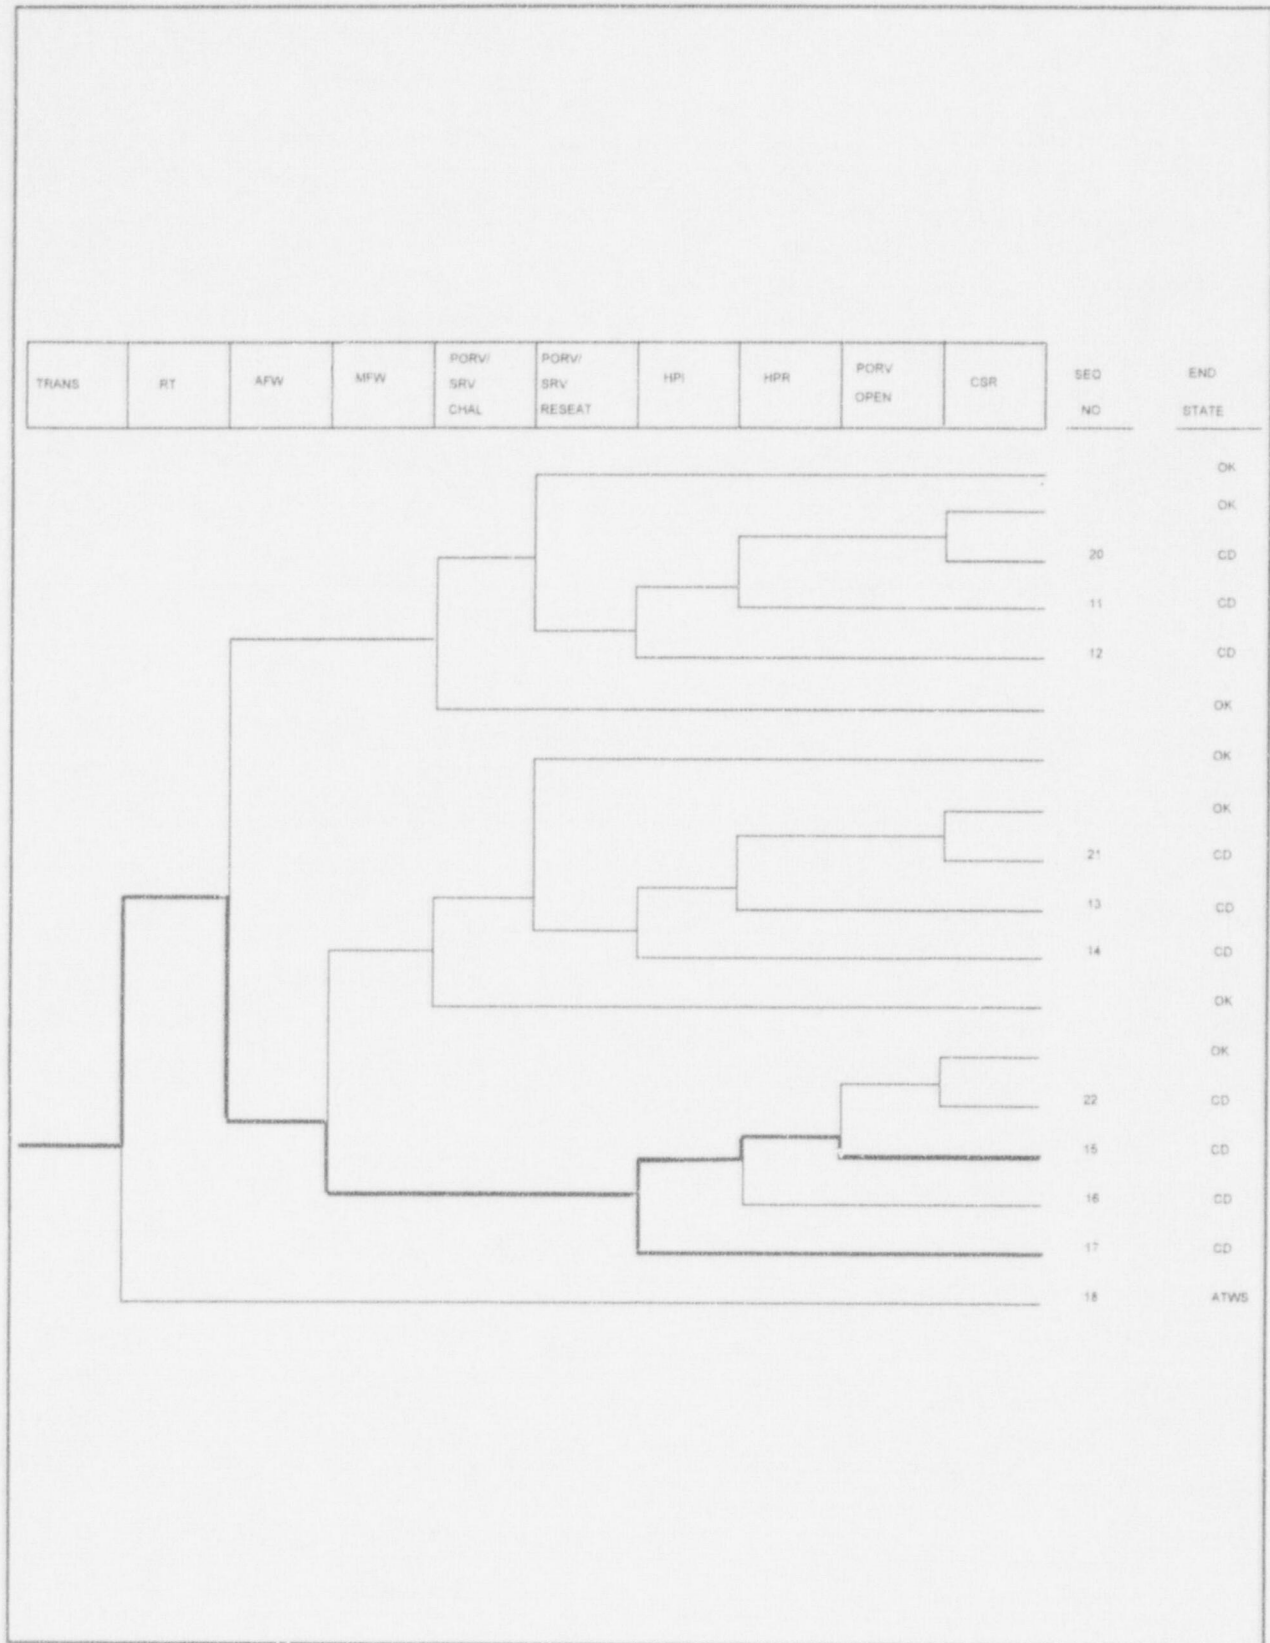 TRANS
RT
AFW
MFW
PORV/
SRV
CHAL
PORV/
SRV
RESEAT
HPI
HPR
PORV
OPEN
CSR
SEQ
NO
END
STATE
OK
OK
20 CD
11 CD
12 CD
OK
OK
OK
21 CD
13 CD
14 CD
OK
OK
22 CD
15 CD
16 CD
17 CD
18 ATWS